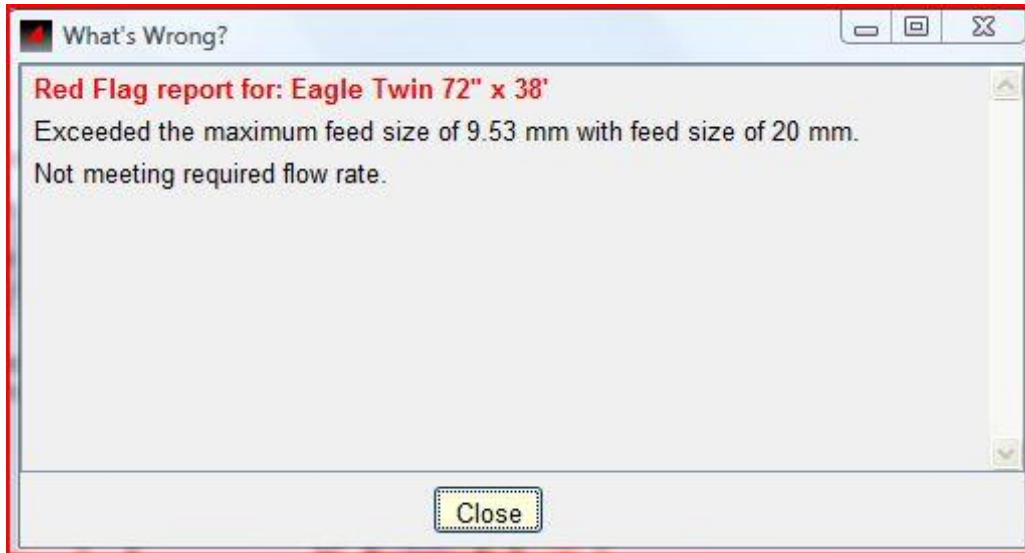 What's Wrong?
Red Flag report for: Eagle Twin 72" x 38'
Exceeded the maximum feed size of 9.53 mm with feed size of 20 mm.
Not meeting required flow rate.
Close